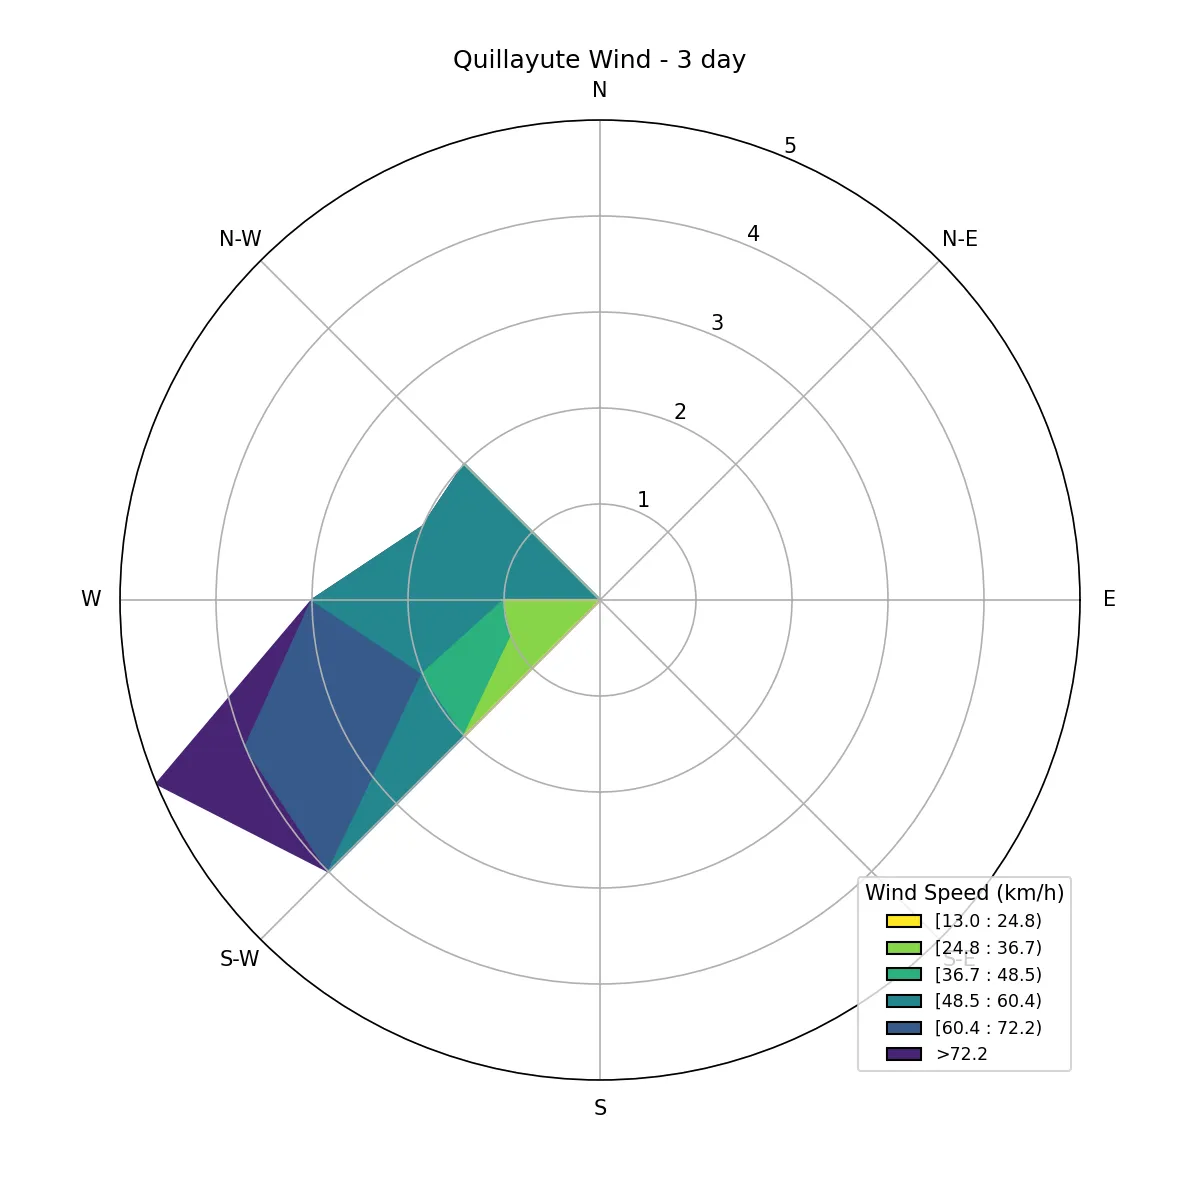 Quillayute Wind - 3 day
N
5
N-W
4
N-E
3
2
1
W
E
S-W
S-E
S
Wind Speed (km/h)
[13.0 : 24.8)
[24.8 : 36.7)
[36.7 : 48.5)
[48.5 : 60.4)
[60.4 : 72.2)
>72.2